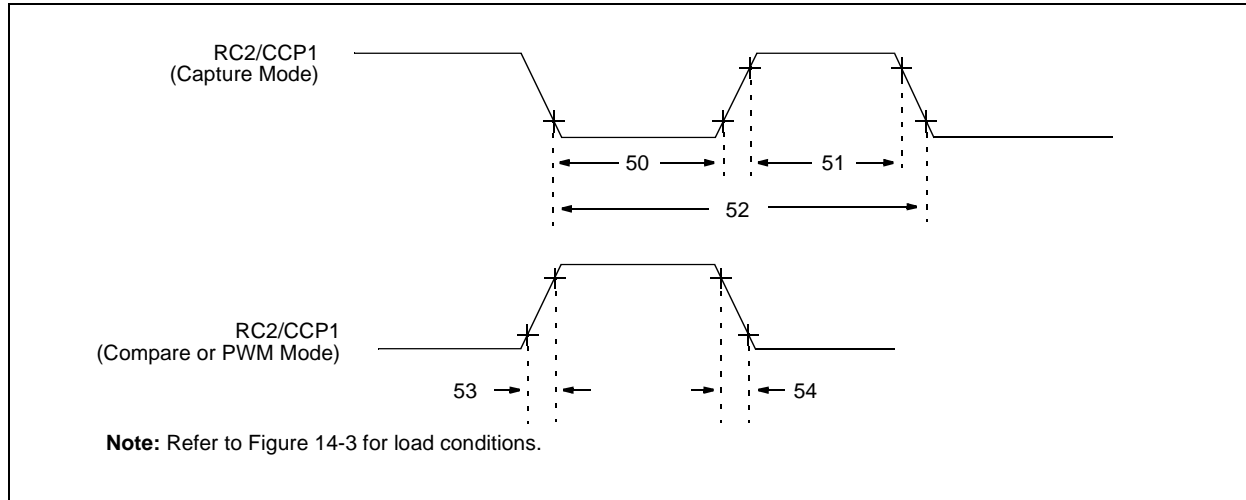 RC2/CCP1
(Capture Mode)
50
51
52
RC2/CCP1
(Compare or PWM Mode)
53
54
Note: Refer to Figure 14-3 for load conditions.